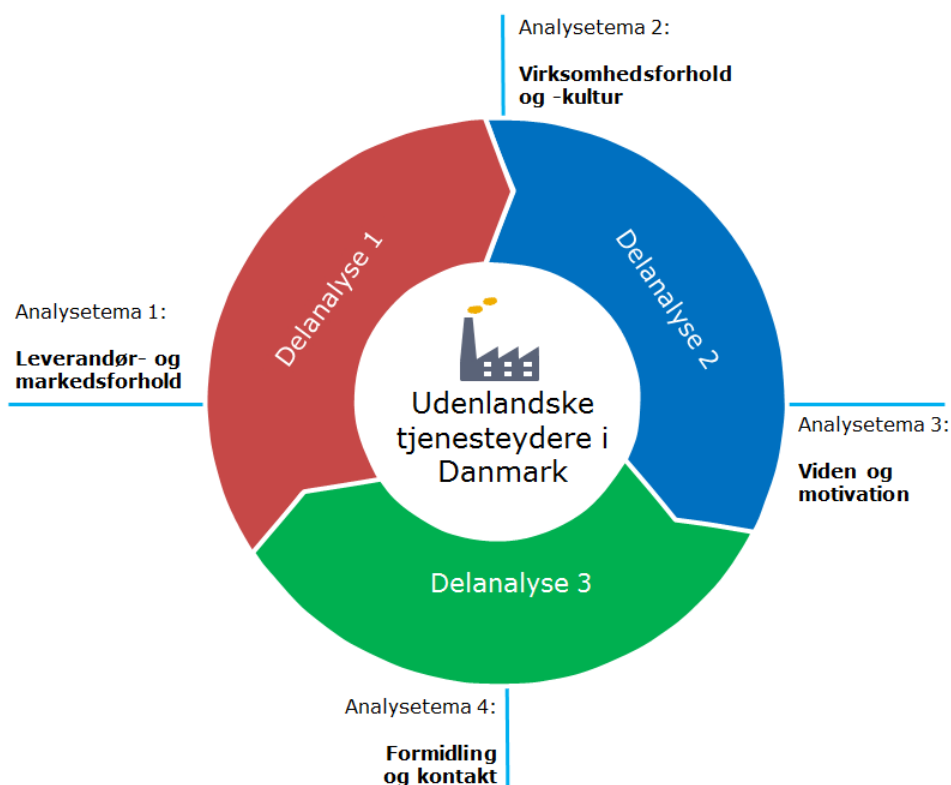 Analysetema 2:
Virksomhedsforhold
og -kultur
Delanalyse 1
Delanalyse 2
Analysetema 1:
Leverandør- og
markedsforhold
Udenlandske
tjenesteydere i
Danmark
Analysetema 3:
Viden og
motivation
Delanalyse 3
Analysetema 4:
Formidling
og kontakt